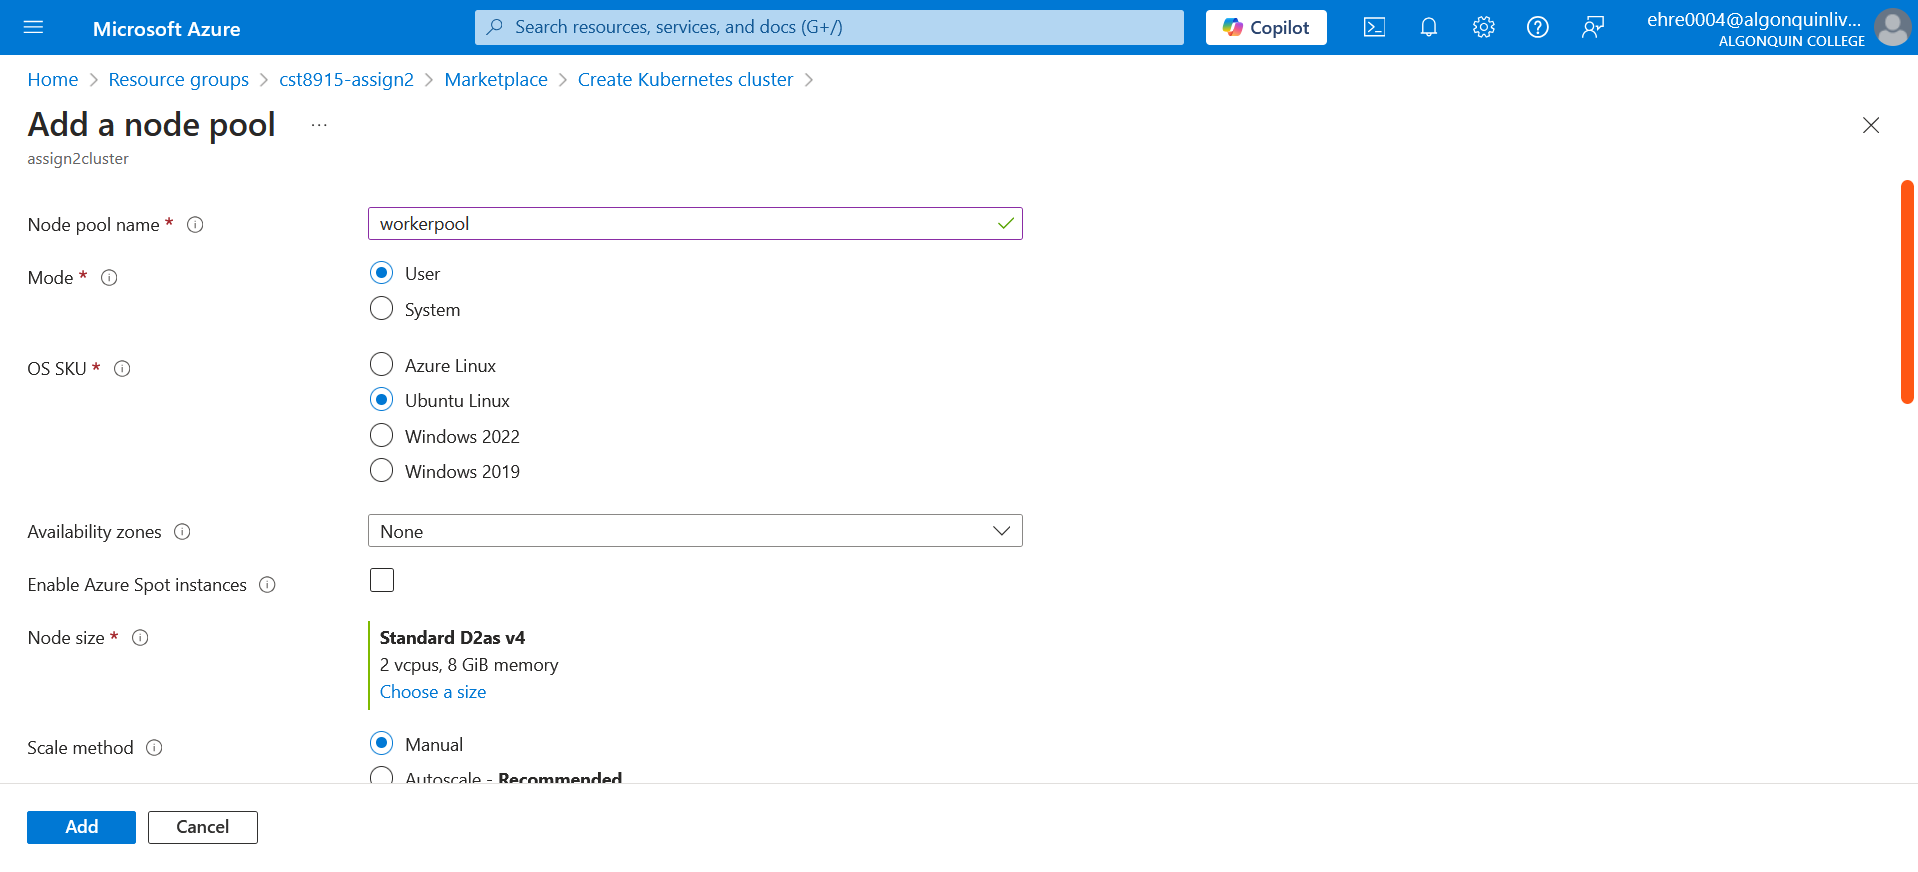 Microsoft Azure
Search resources, services, and docs (G+/)
Copilot
ehre0004@algonquinliv...
ALGONQUIN COLLEGE
Home > Resource groups > cst8915-assign2 > Marketplace > Create Kubernetes cluster >
Add a node pool ...
assign2cluster
Node pool name *
workerpool
Mode *
User
System
OS SKU *
Azure Linux
Ubuntu Linux
Windows 2022
Windows 2019
Availability zones
None
Enable Azure Spot instances
Node size *
Standard D2as v4
2 vcpus, 8 GiB memory
Choose a size
Scale method
Manual
Autoscale - Recommended
Add
Cancel